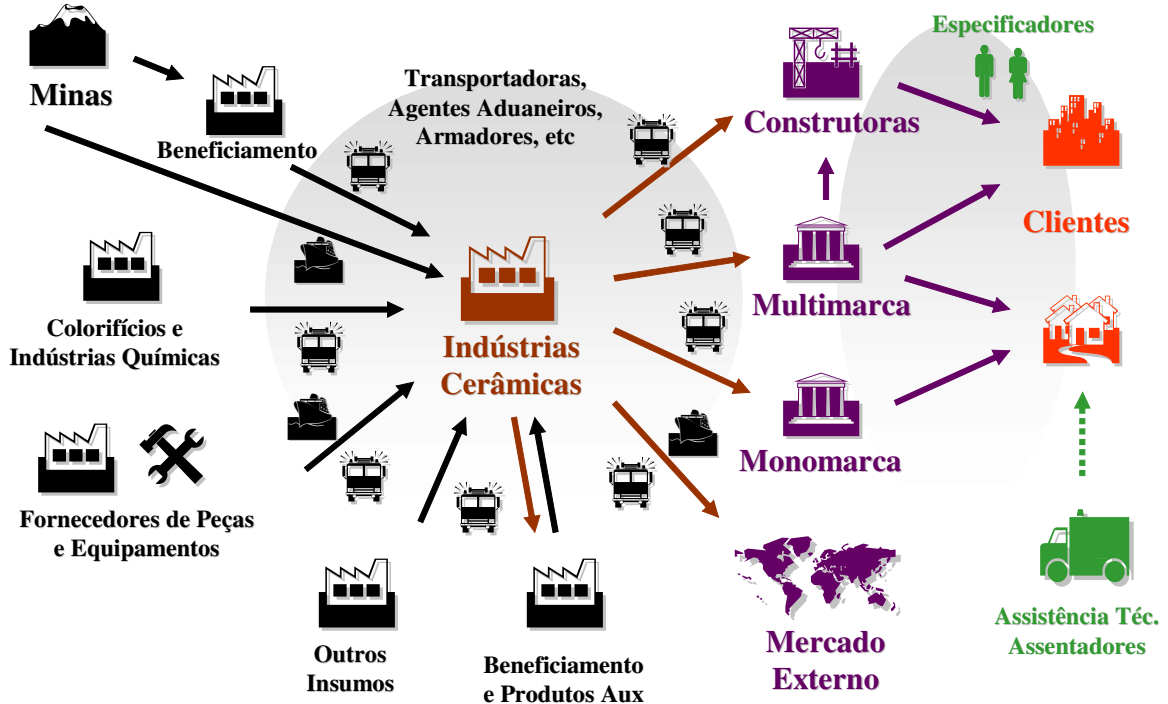 Especificadores
Minas
Transportadoras,
Agentes Aduaneiros,
Armadores, etc
Construtoras
Beneficiamento
Clientes
Multimarca
Colorifícios e
Indústrias Químicas
Indústrias
Cerâmicas
Monomarca
Fornecedores de Peças
e Equipamentos
Assistência Téc.
Assentadores
Outros
Insumos
Beneficiamento
e Produtos Aux
Mercado
Externo